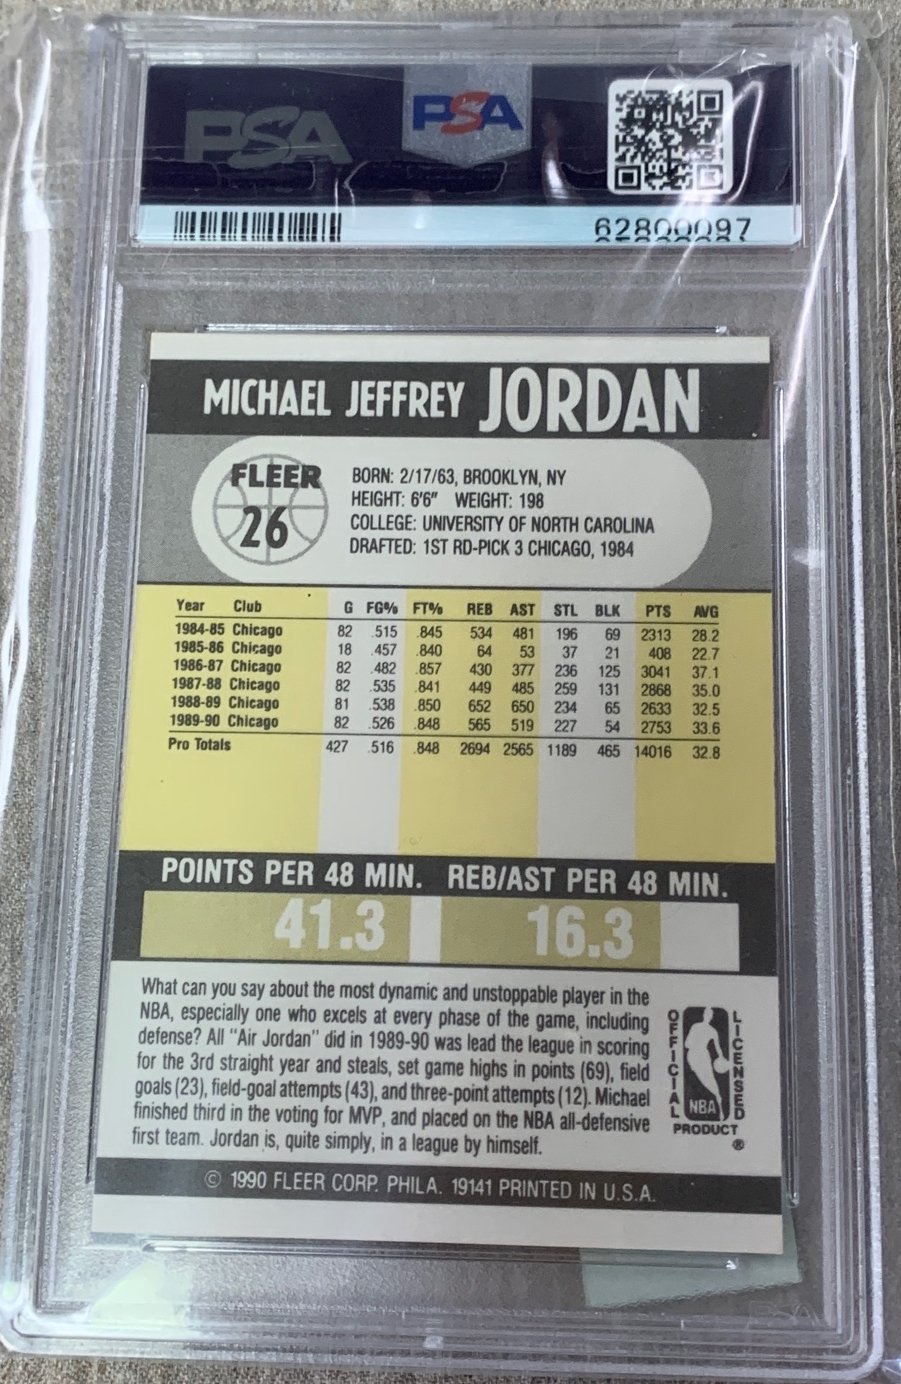 PSA PSA
62800097
MICHAEL JEFFREY JORDAN
FLEER
26
BORN: 2/17/63, BROOKLYN, NY
HEIGHT: 6'6" WEIGHT: 198
COLLEGE: UNIVERSITY OF NORTH CAROLINA
DRAFTED: 1ST RD-PICK 3 CHICAGO, 1984
Year Club G FG% FT% REB AST STL BLK PTS AVG
1984-85 Chicago 82 .515 .845 534 481 196 69 2313 28.2
1985-86 Chicago 18 .457 .840 64 53 37 21 408 22.7
1986-87 Chicago 82 .482 .857 430 377 236 125 3041 37.1
1987-88 Chicago 82 .535 .841 449 485 259 131 2868 35.0
1988-89 Chicago 81 .538 .850 652 650 234 65 2633 32.5
1989-90 Chicago 82 .526 .848 565 519 227 54 2753 33.6
Pro Totals 427 .516 .848 2694 2565 1189 465 14016 32.8
POINTS PER 48 MIN. REB/AST PER 48 MIN.
41.3 16.3
What can you say about the most dynamic and unstoppable player in the
NBA, especially one who excels at every phase of the game, including
defense? All "Air Jordan" did in 1989-90 was lead the league in scoring
for the 3rd straight year and steals, set game highs in points (69), field
goals (23), field-goal attempts (43), and three-point attempts (12). Michael
finished third in the voting for MVP, and placed on the NBA all-defensive
first team. Jordan is, quite simply, in a league by himself.
OFFICIAL LICENSED
NBA
PRODUCT
®
© 1990 FLEER CORP. PHILA. 19141 PRINTED IN U.S.A.
PSA